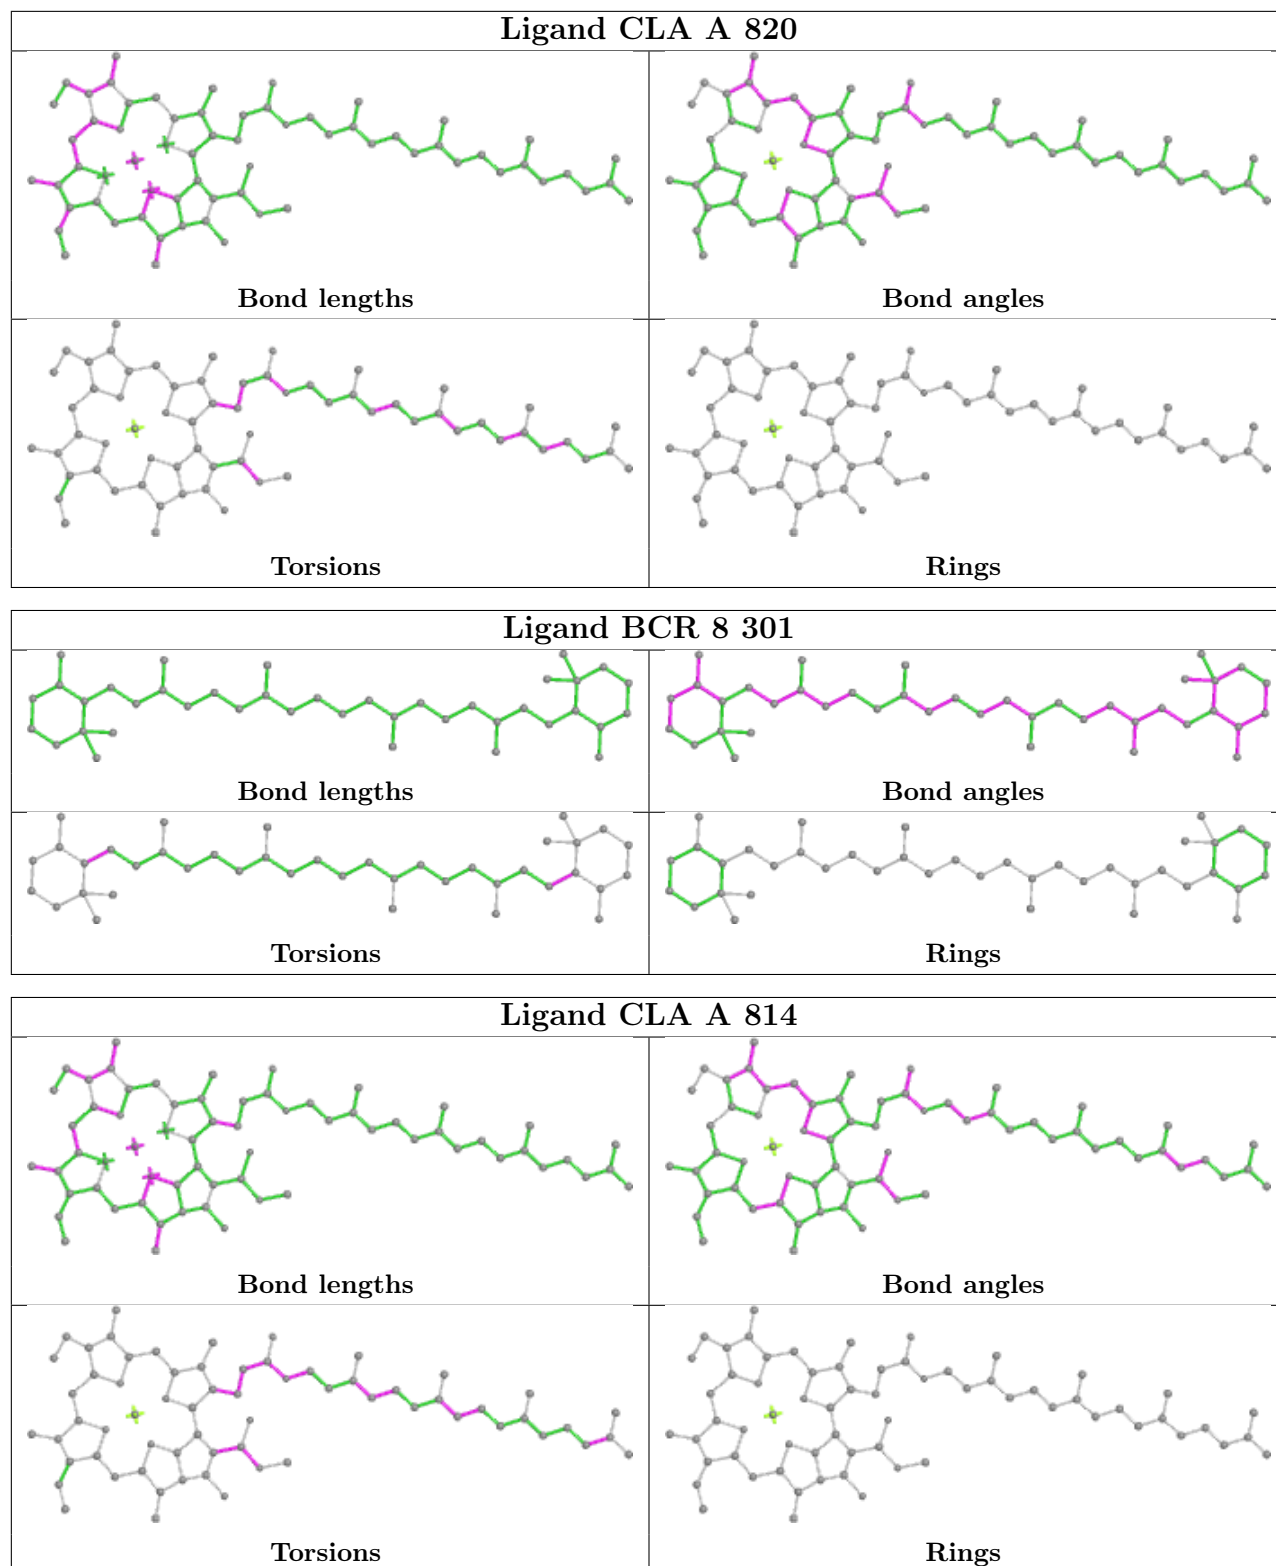 Ligand CLA A 820
Bond lengths
Bond angles
Torsions
Rings
Ligand BCR 8 301
Bond lengths
Bond angles
Torsions
Rings
Ligand CLA A 814
Bond lengths
Bond angles
Torsions
Rings